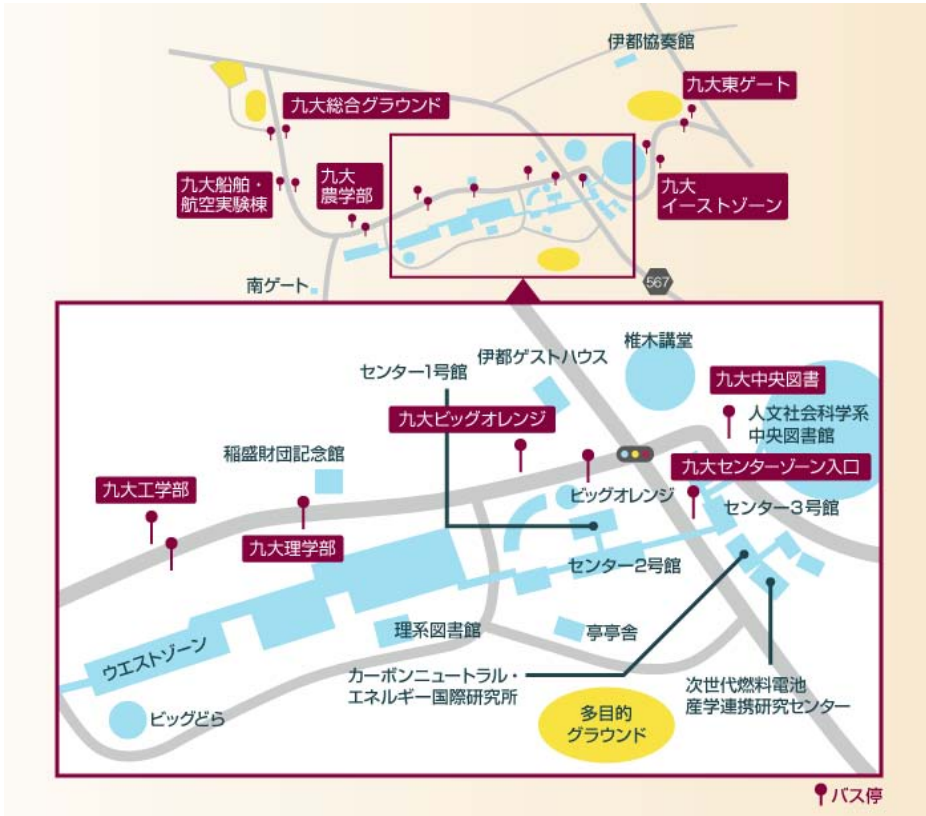 伊都協奏館
九大東ゲート
九大総合グラウンド
九大船舶・
航空実験棟
九大
農学部
九大
イーストゾーン
南ゲート
567
椎木講堂
伊都ゲストハウス
センター1号館
九大中央図書
九大ビッグオレンジ
人文社会科学系
中央図書館
稲盛財団記念館
九大センターゾーン入口
九大工学部
ビッグオレンジ
センター3号館
九大理学部
センター2号館
理系図書館
亭亭舎
ウエストゾーン
カーボンニュートラル・
エネルギー国際研究所
次世代燃料電池
産学連携研究センター
ビッグどら
多目的
グラウンド
バス停